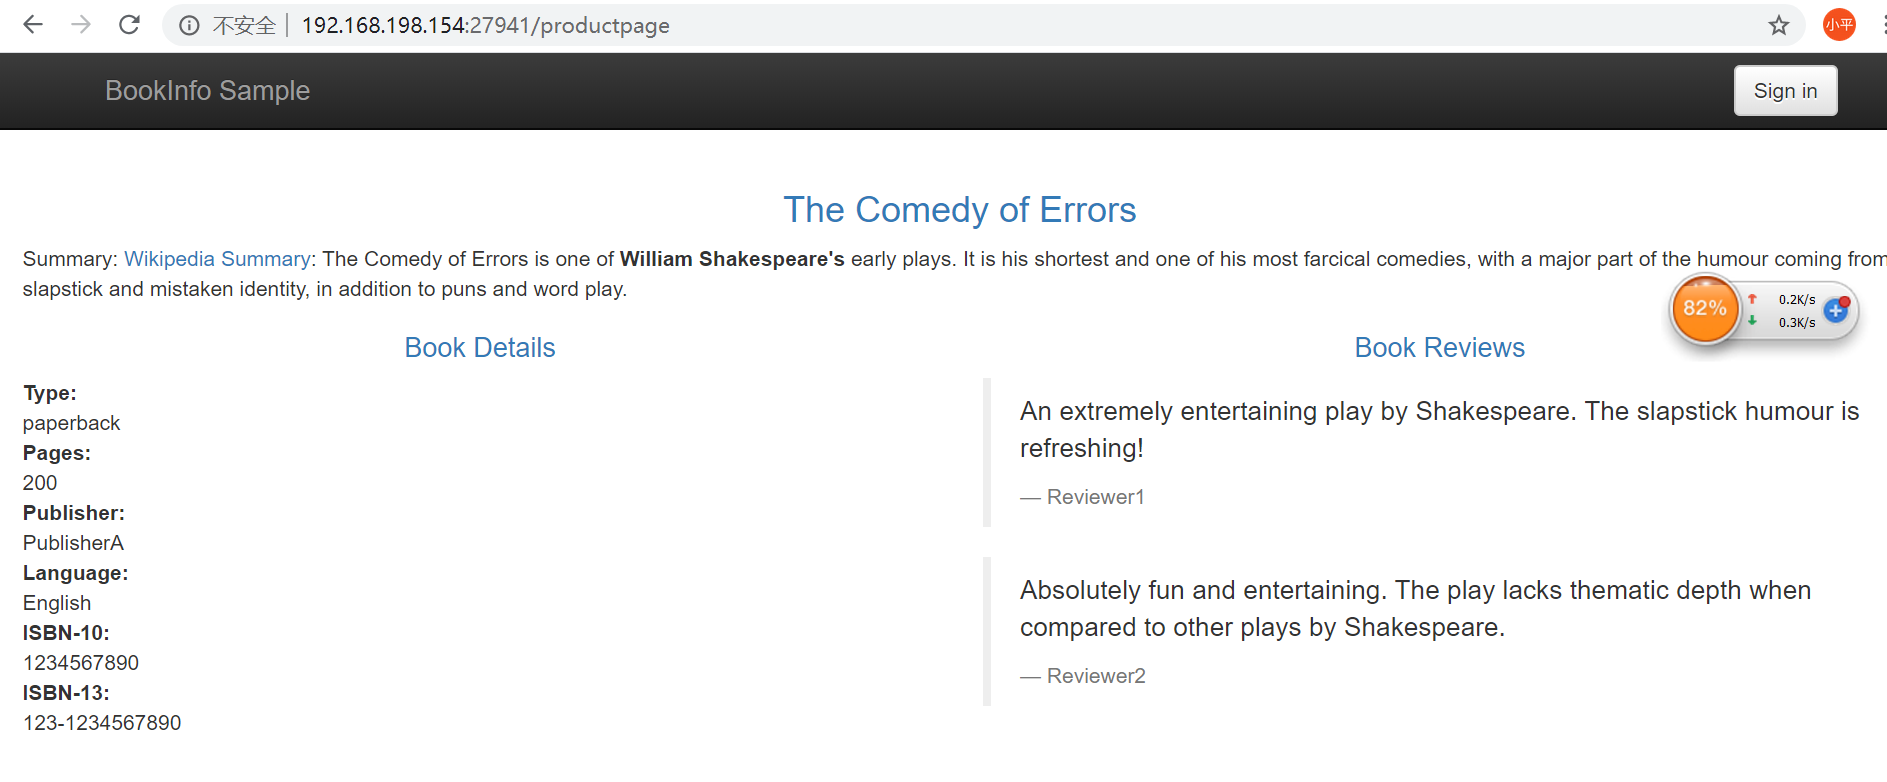 不安全 192.168.198.154:27941/productpage
小平
BookInfo Sample
Sign in
The Comedy of Errors
Summary: Wikipedia Summary: The Comedy of Errors is one of William Shakespeare's early plays. It is his shortest and one of his most farcical comedies, with a major part of the humour coming from
slapstick and mistaken identity, in addition to puns and word play.
82%
0.2K/s
0.3K/s
Book Details
Type:
paperback
Pages:
200
Publisher:
PublisherA
Language:
English
ISBN-10:
1234567890
ISBN-13:
123-1234567890
Book Reviews
An extremely entertaining play by Shakespeare. The slapstick humour is
refreshing!
— Reviewer1
Absolutely fun and entertaining. The play lacks thematic depth when
compared to other plays by Shakespeare.
— Reviewer2